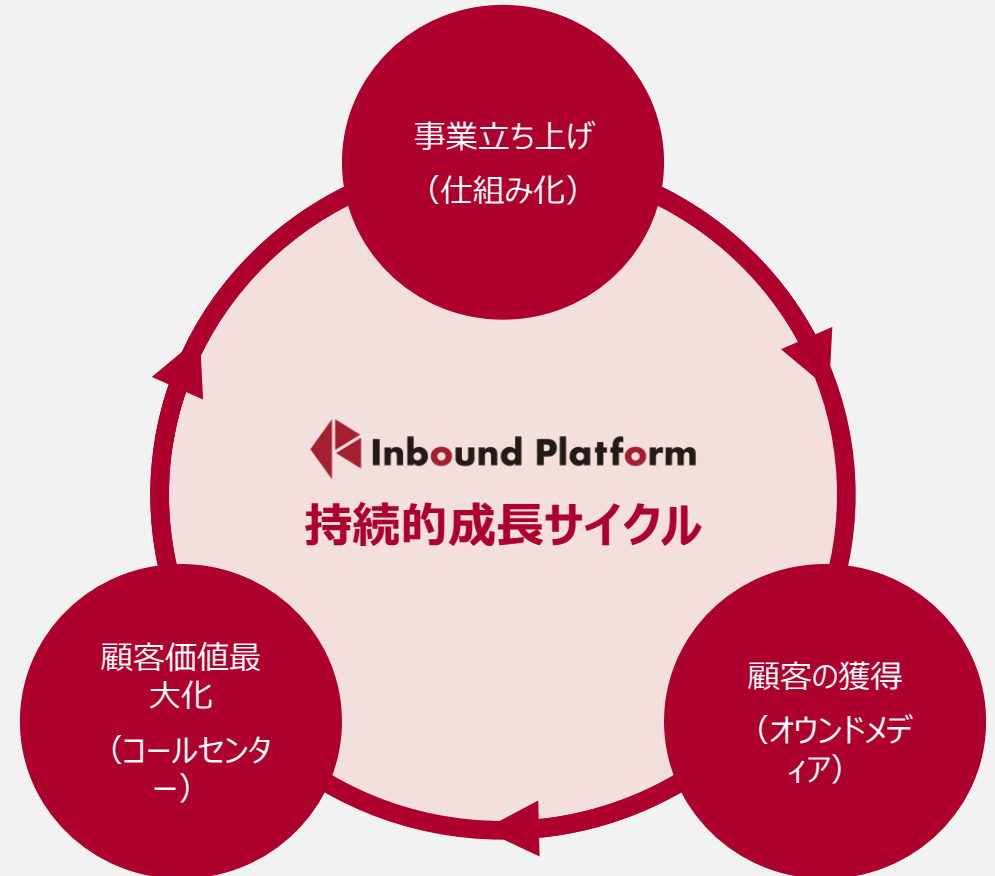 事業立ち上げ
（仕組み化）
Inbound Platform
持続的成長サイクル
顧客価値最
大化
（コールセンタ
ー）
顧客の獲得
（オウンドメデ
ィア）